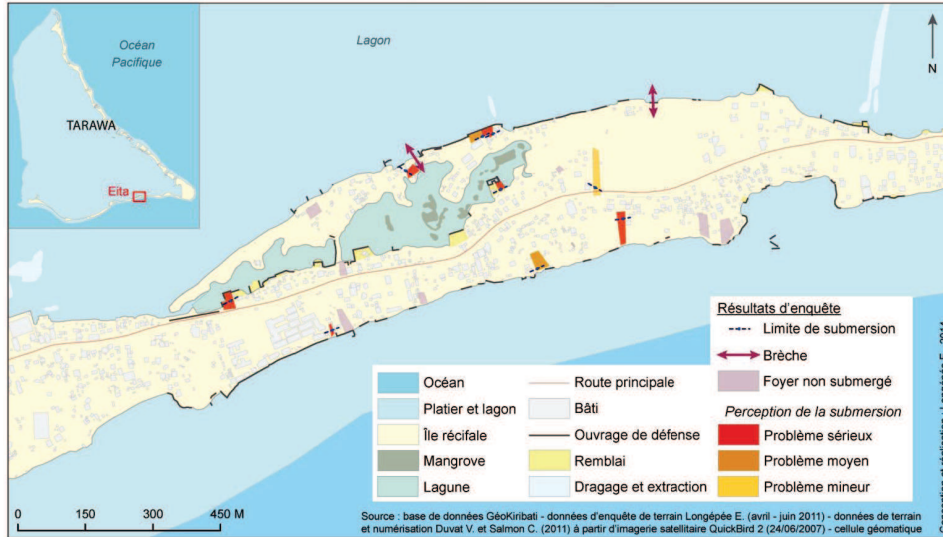 Océan
Pacifique
TARAWA
Eita
Lagon
N
Résultats d'enquête
Limite de submersion
Brèche
Foyer non submergé
Perception de la submersion
Problème sérieux
Problème moyen
Problème mineur
Océan
Platier et lagon
Île récifale
Mangrove
Lagune
Route principale
Bâti
Ouvrage de défense
Remblai
Dragage et extraction
0 150 300 450 M
Source : base de données GéoKiribati - données d'enquête de terrain Longépée E. (avril - juin 2011) - données de terrain
et numérisation Duvat V. et Salmon C. (2011) à partir d'imagerie satellitaire QuickBird 2 (24/06/2007) - cellule géomatique